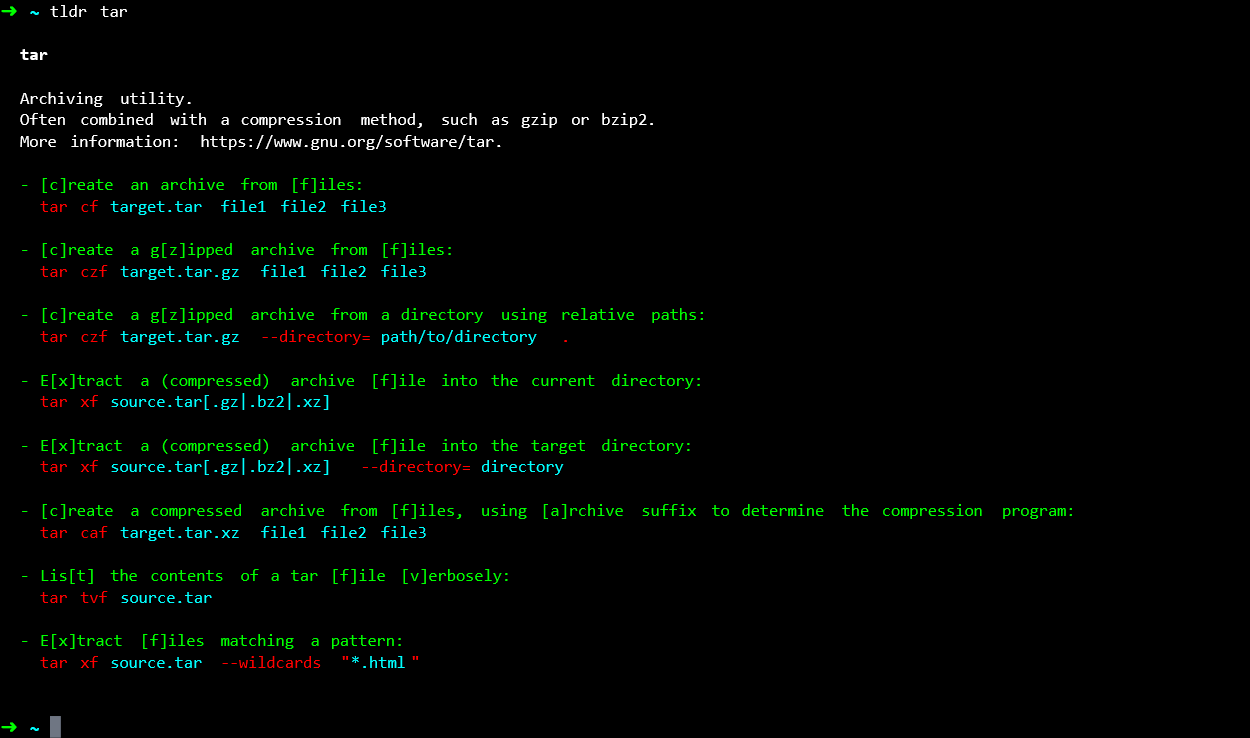 ➜ ~ tldr tar
tar
Archiving utility.
Often combined with a compression method, such as gzip or bzip2.
More information: https://www.gnu.org/software/tar.
- [c]reate an archive from [f]iles:
tar cf target.tar file1 file2 file3
- [c]reate a g[z]ipped archive from [f]iles:
tar czf target.tar.gz file1 file2 file3
- [c]reate a g[z]ipped archive from a directory using relative paths:
tar czf target.tar.gz --directory= path/to/directory .
- E[x]tract a (compressed) archive [f]ile into the current directory:
tar xf source.tar[.gz|.bz2|.xz]
- E[x]tract a (compressed) archive [f]ile into the target directory:
tar xf source.tar[.gz|.bz2|.xz] --directory= directory
- [c]reate a compressed archive from [f]iles, using [a]rchive suffix to determine the compression program:
tar caf target.tar.xz file1 file2 file3
- Lis[t] the contents of a tar [f]ile [v]erbosely:
tar tvf source.tar
- E[x]tract [f]iles matching a pattern:
tar xf source.tar --wildcards "*.html "
➜ ~